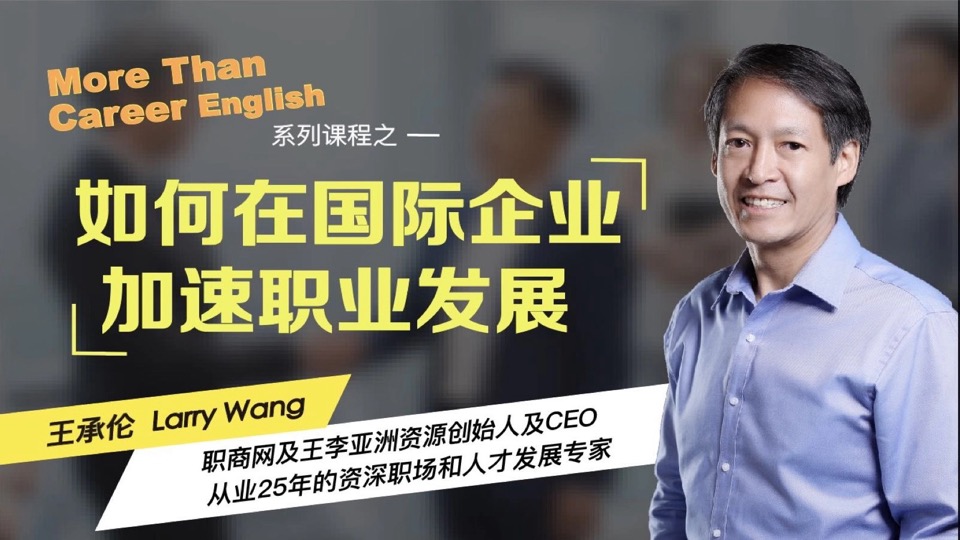 More Than
Career English
系列课程之 —
如何在国际企业
加速职业发展
王承伦 Larry Wang
职商网及王李亚洲资源创始人及CEO
从业25年的资深职场和人才发展专家